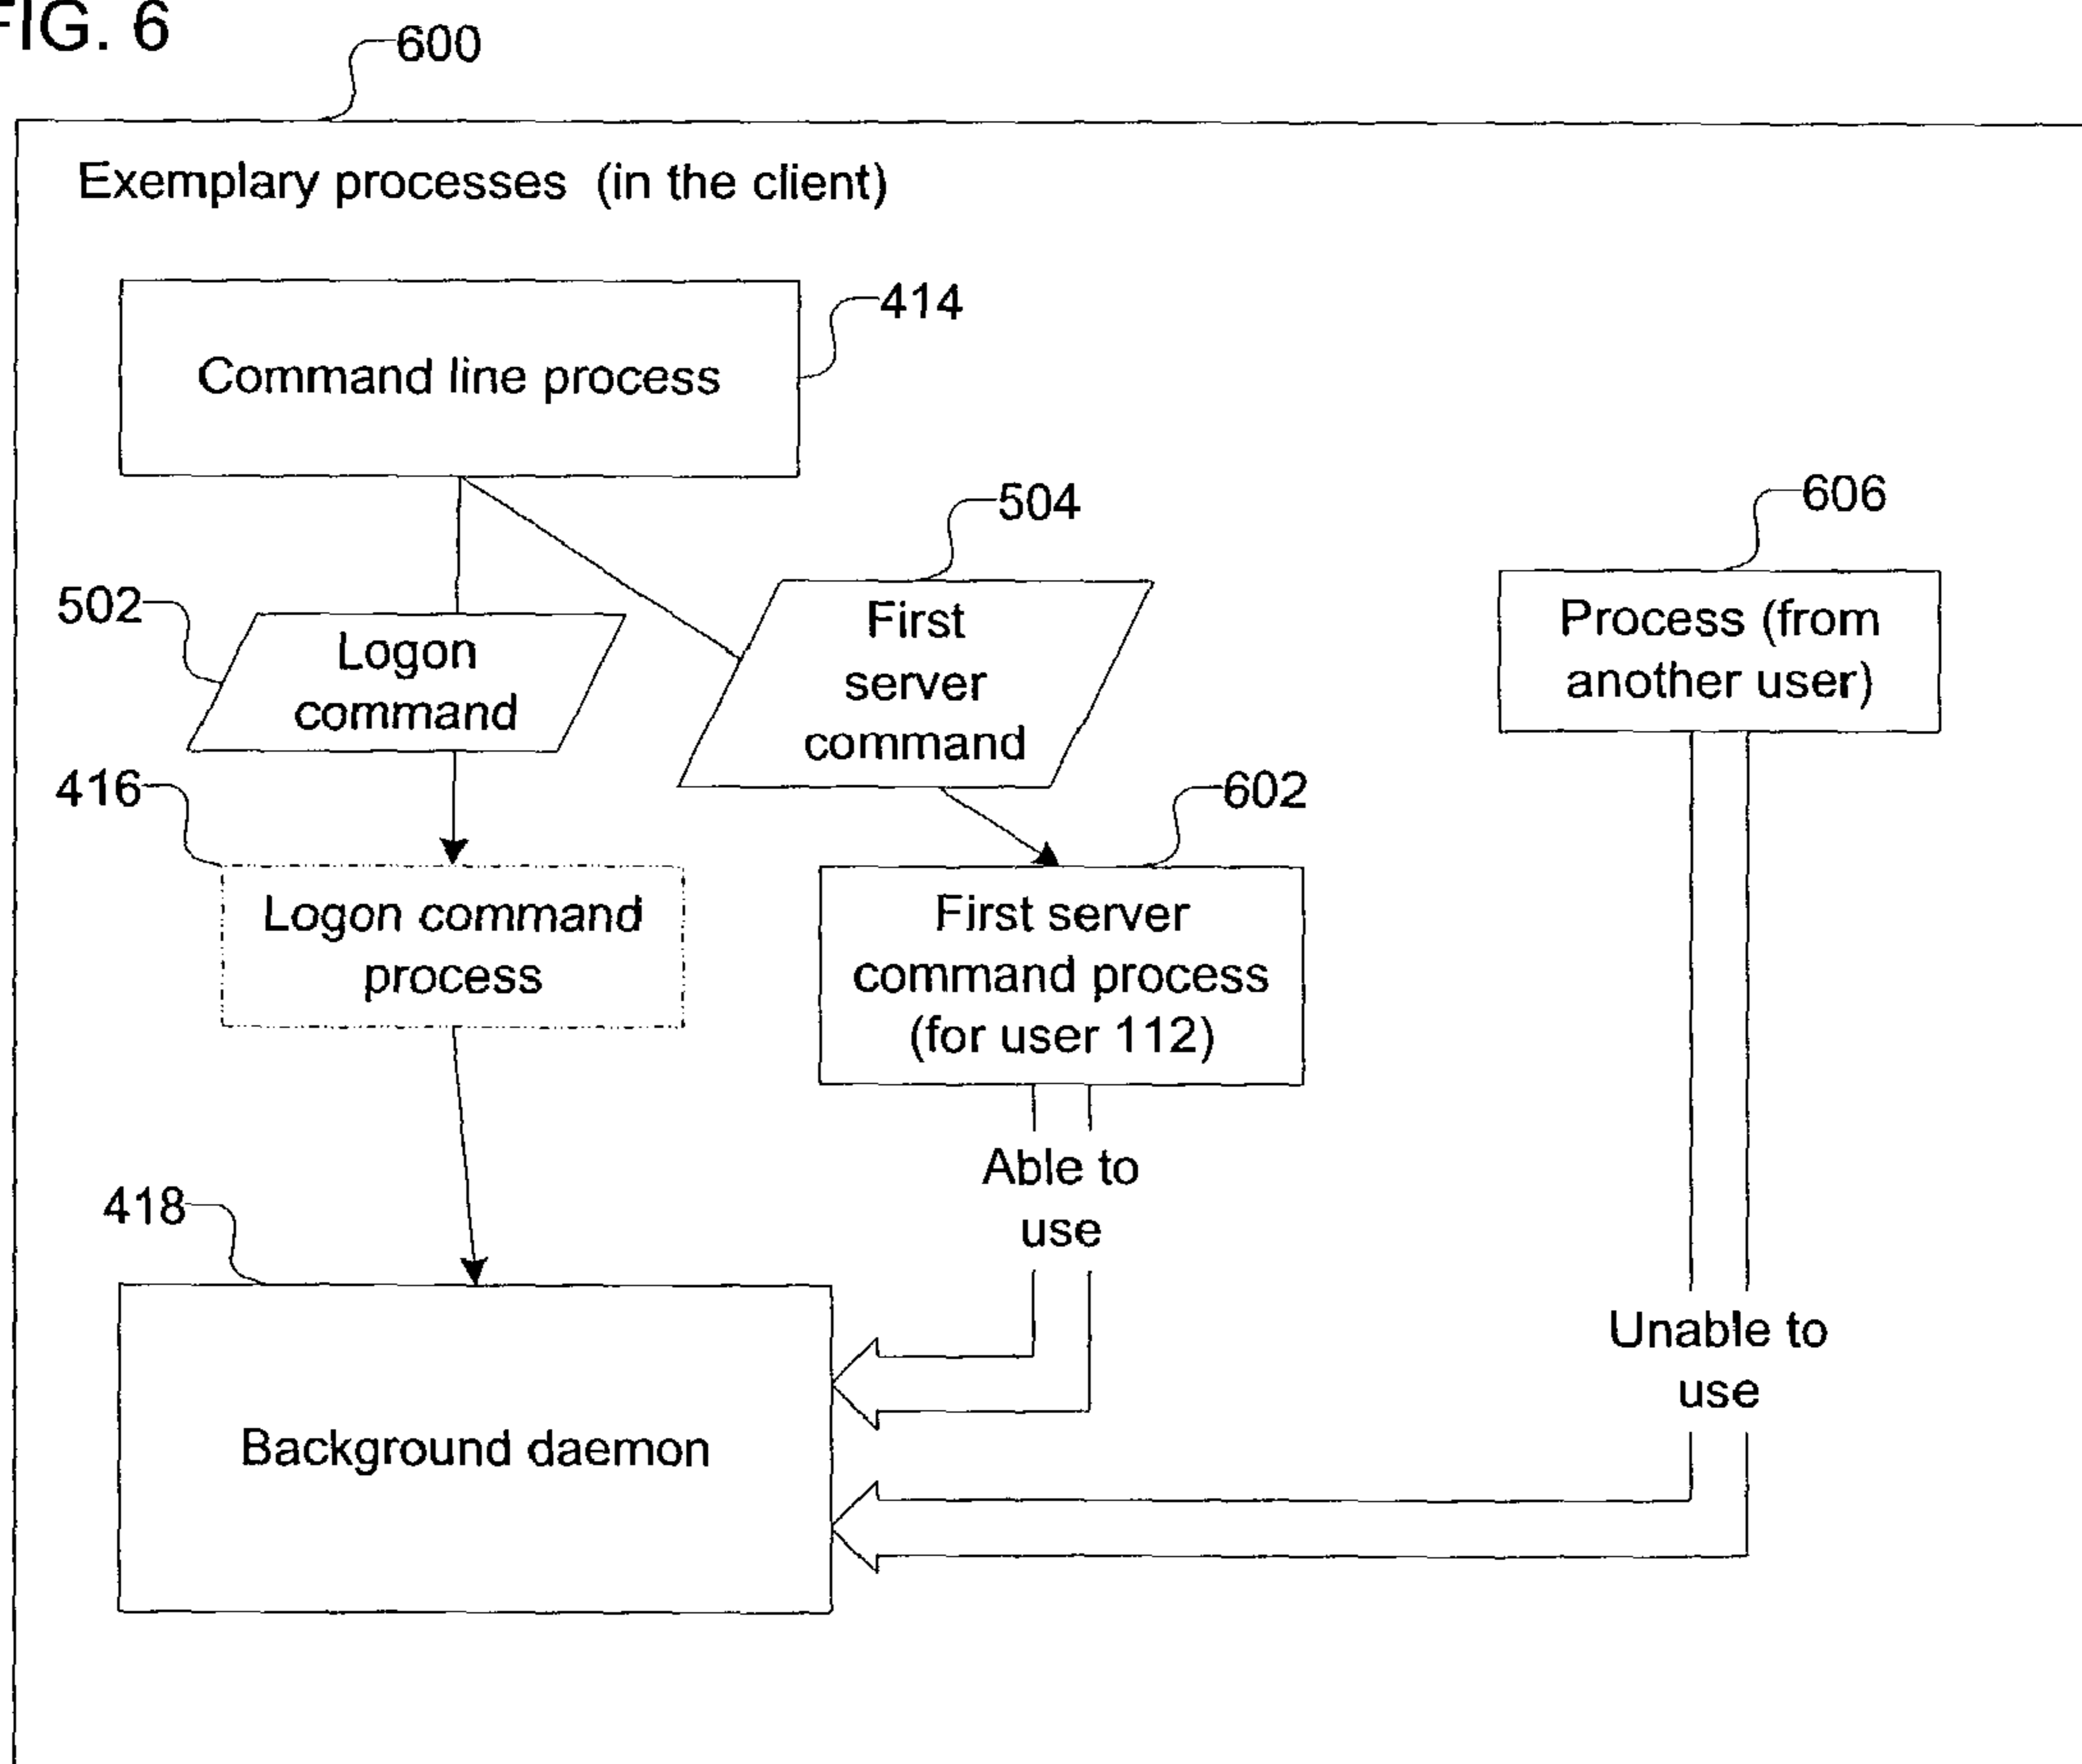 FIG. 6
600
Exemplary processes (in the client)
414
Command line process
504
606
502
First
server
command
Process (from
another user)
Logon
command
416
602
Logon command
process
First server
command process
(for user 112)
Able to
use
418
Unable to
use
Background daemon